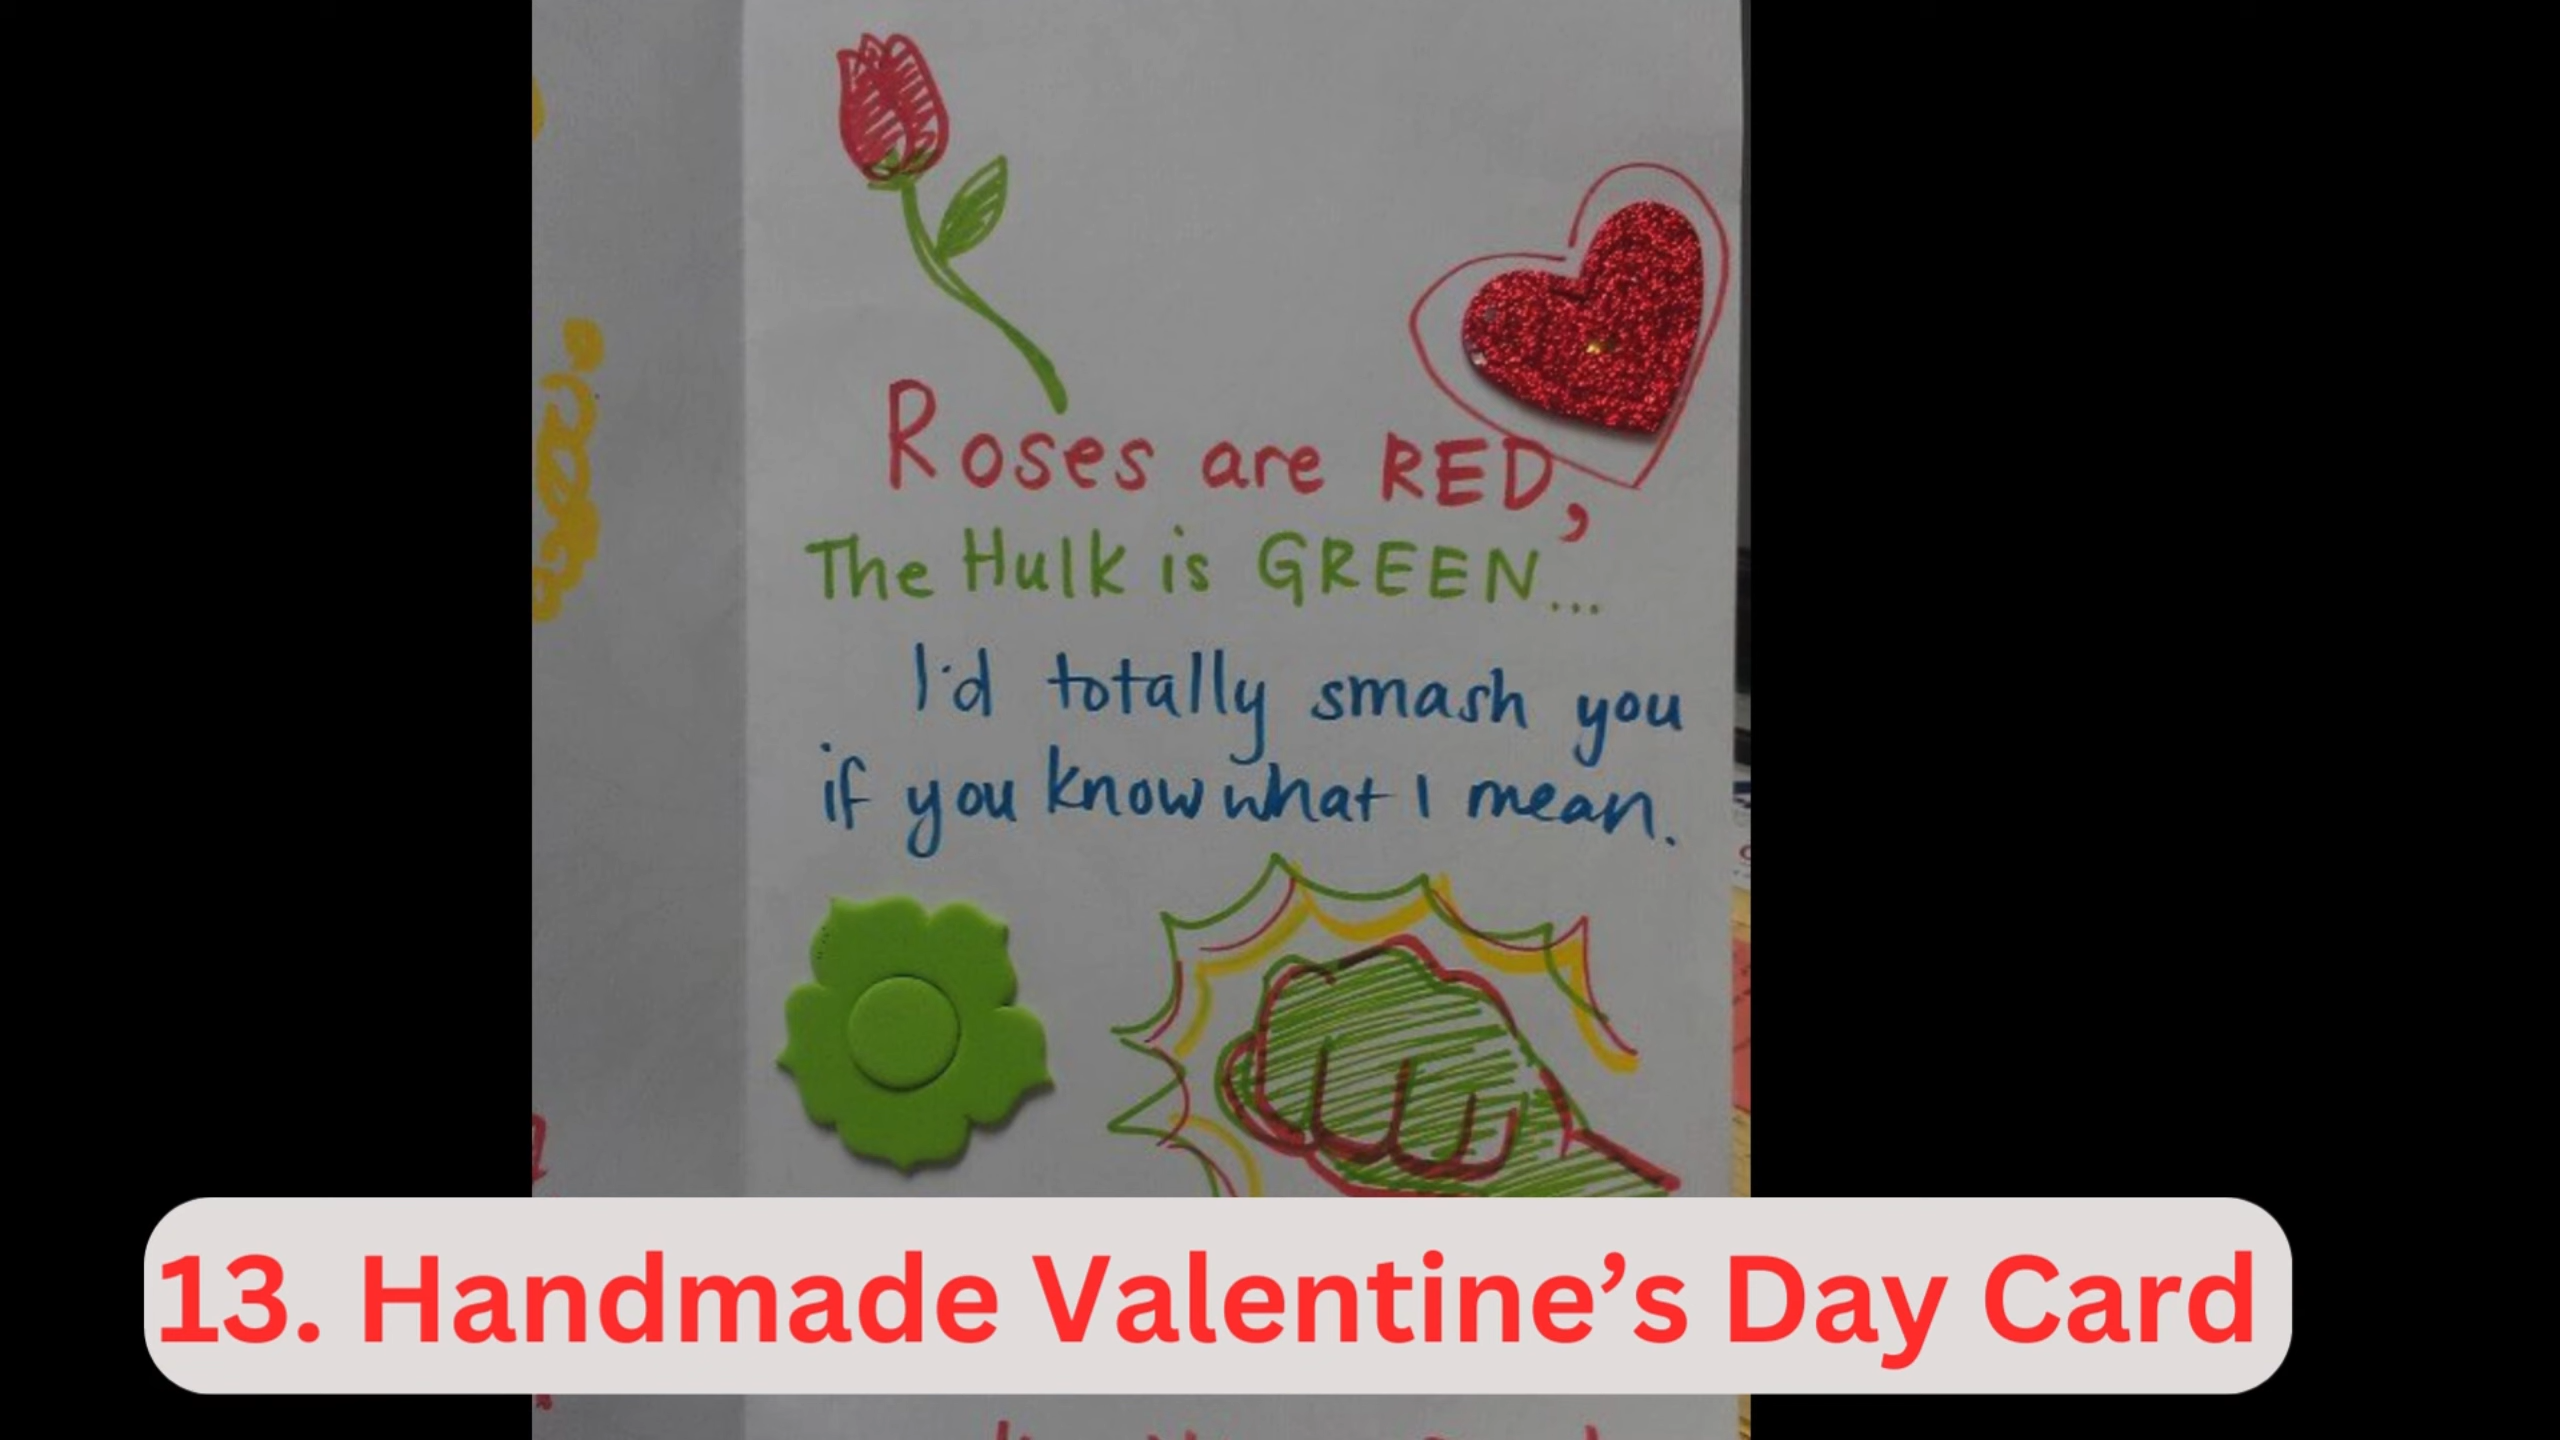 Roses are RED,
The Hulk is GREEN...
I'd totally smash you
if you know what I mean.
13. Handmade Valentine's Day Card